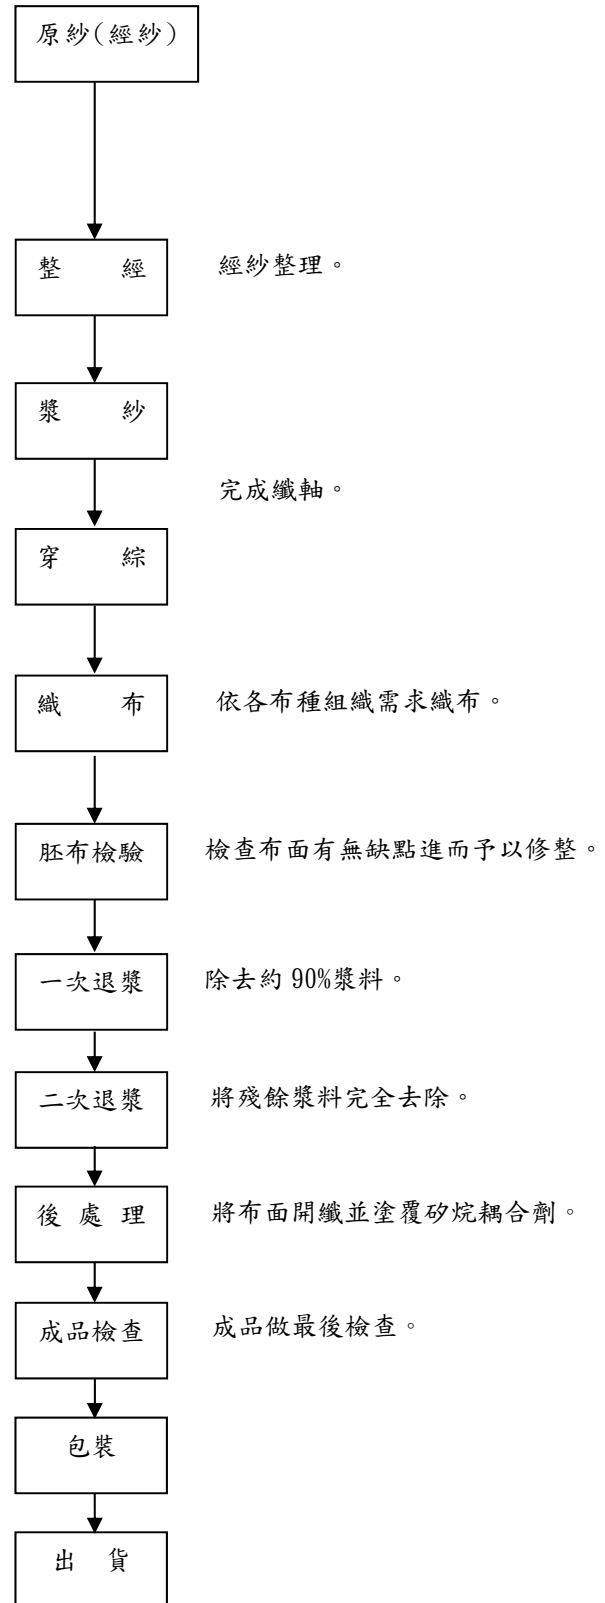 原紗(經紗)
整 經 經紗整理。
漿 紗
完成纖軸。
穿 綜
織 布 依各布種組織需求織布。
胚布檢驗 檢查布面有無缺點進而予以修整。
一次退漿 除去約 90%漿料。
二次退漿 將殘餘漿料完全去除。
後 處 理 將布面開纖並塗覆矽烷耦合劑。
成品檢查 成品做最後檢查。
包裝
出 貨